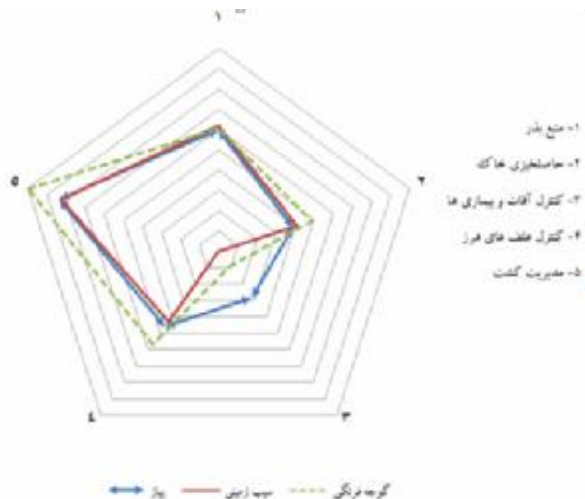 ۱
۲
۱- منبع بذر
۲- حاصلخیزی خاک
۳- کنترل آفات و بیماری ها
۴- کنترل علف های هرز
۵- مدیریت کشت
۵
۴
۳
پیاز سیب زمینی گوجه فرنگی